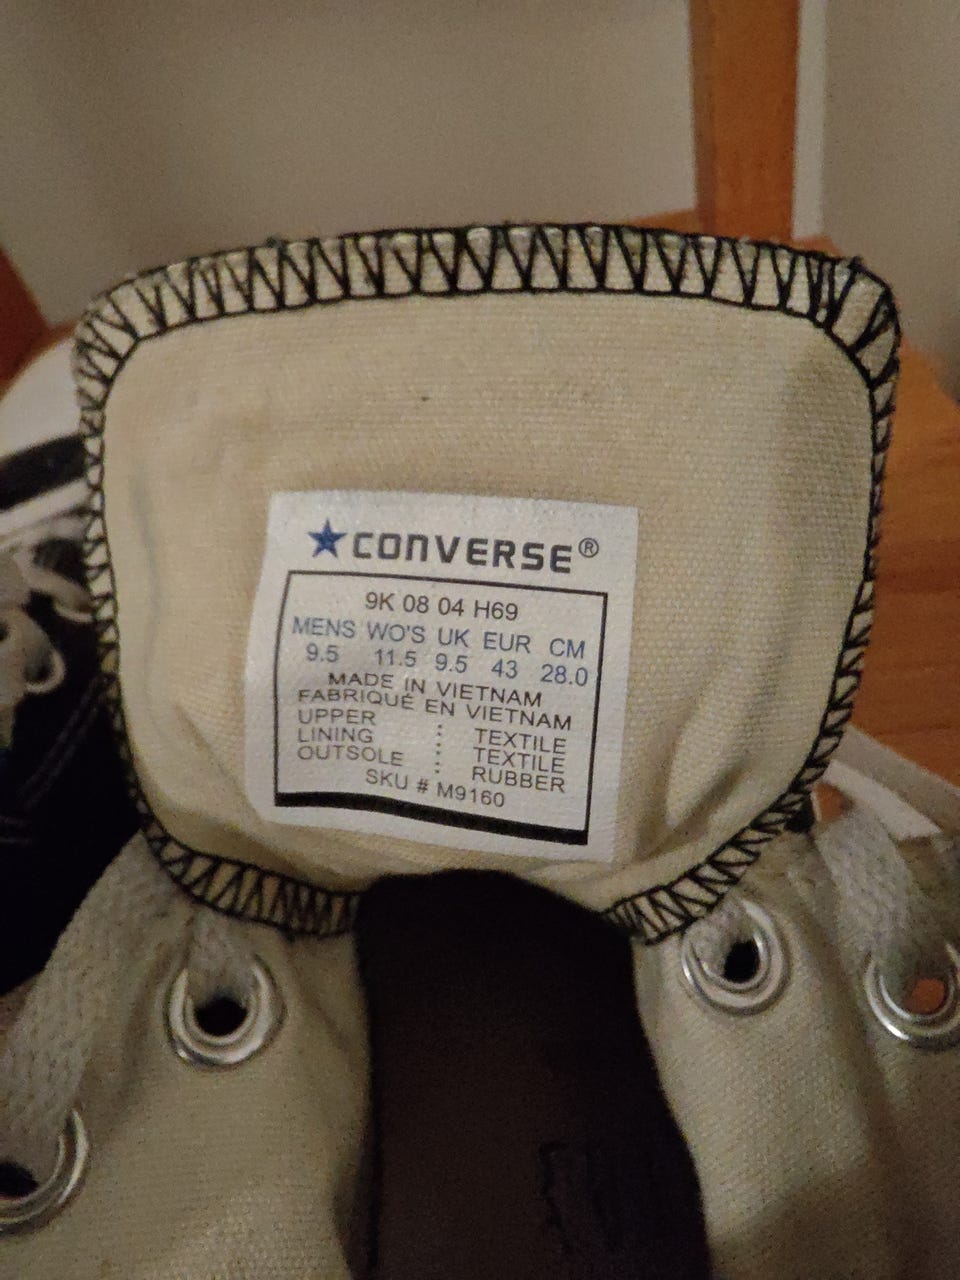 ★CONVERSE®
9K 08 04 H69
MENS WO'S UK EUR CM
9.5 11.5 9.5 43 28.0
MADE IN VIETNAM
FABRIQUÉ EN VIETNAM
UPPER : TEXTILE
LINING : TEXTILE
OUTSOLE : RUBBER
SKU # M9160